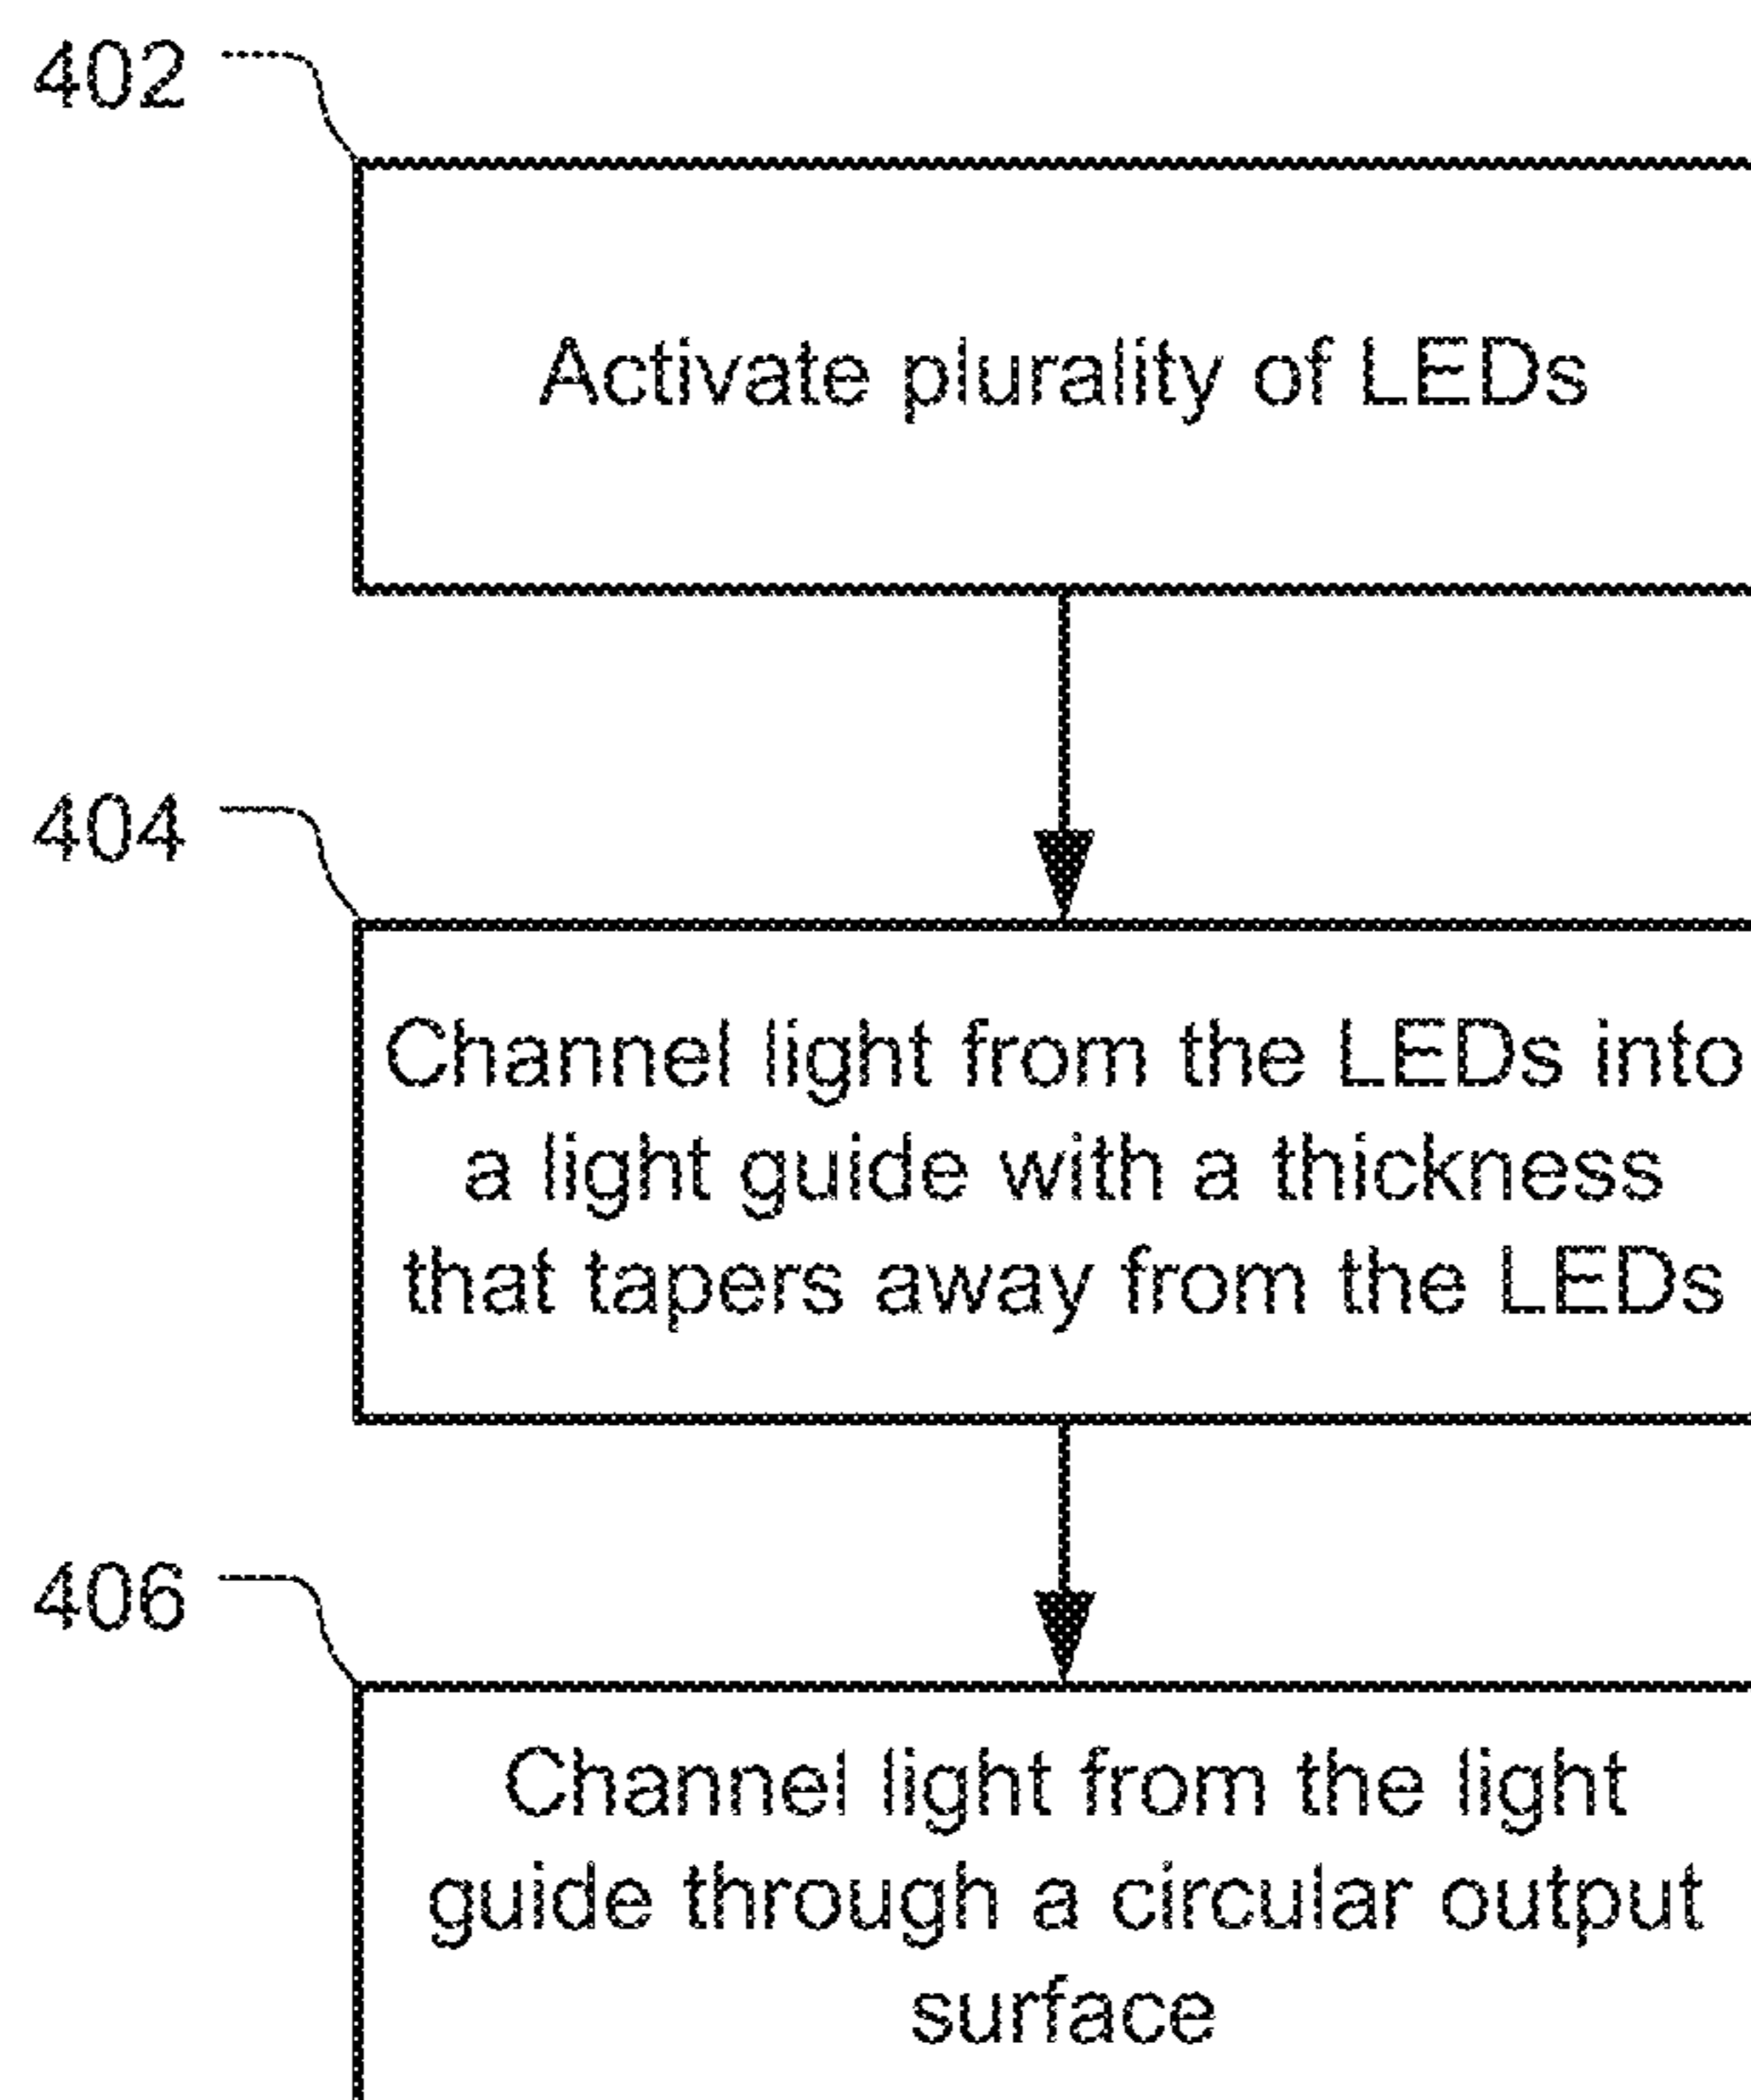 402
Activate plurality of LEDs
404
Channel light from the LEDs into
a light guide with a thickness
that tapers away from the LEDs
406
Channel light from the light
guide through a circular output
surface